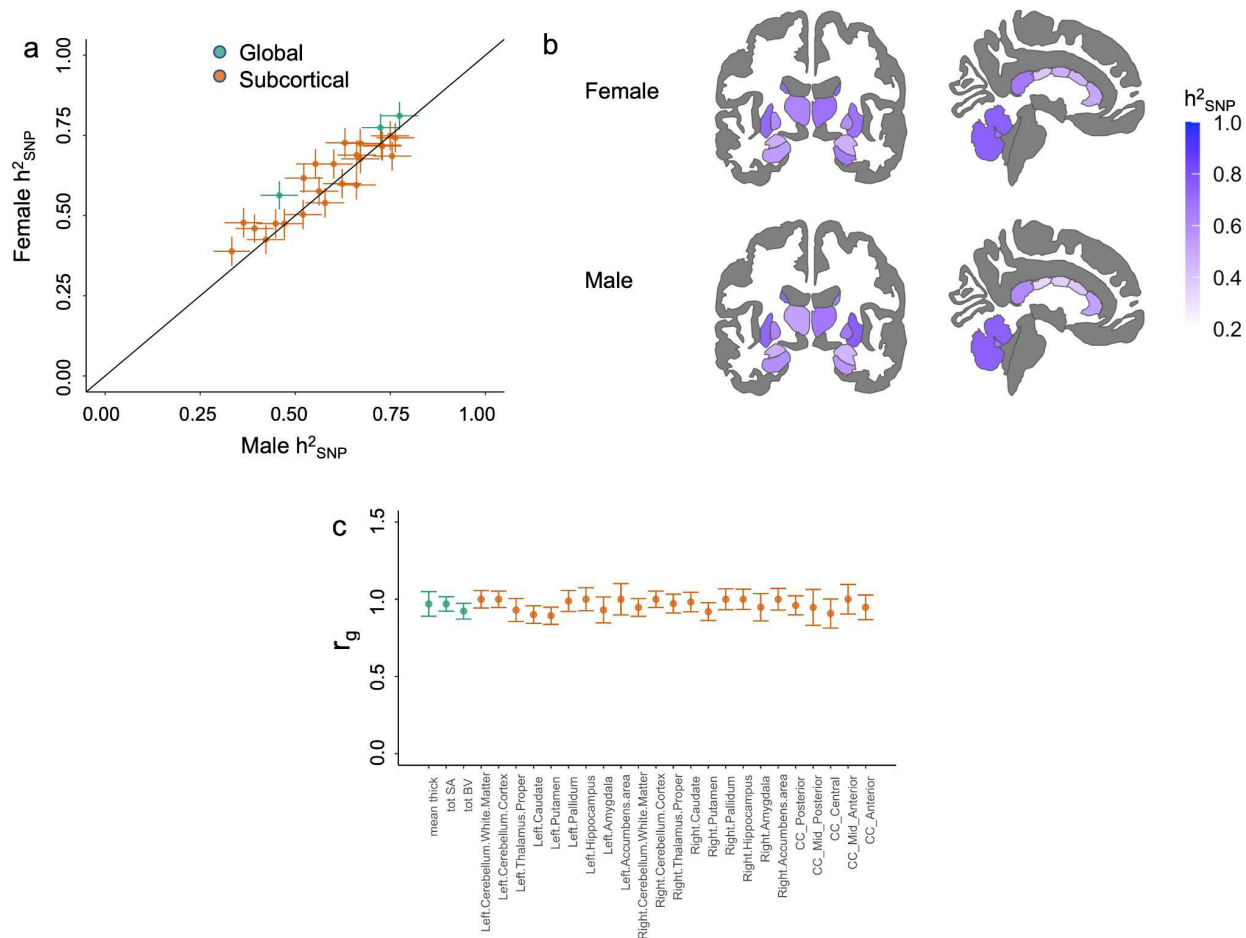 a
Global
Subcortical
Female h²SNP
1.00
0.75
0.50
0.25
0.00
0.00 0.25 0.50 0.75 1.00
Male h²SNP
b
Female
Male
h²SNP
1.0
0.8
0.6
0.4
0.2
c
rg
1.5
1.0
0.5
0.0
mean thick
tot SA
tot BV
Left.Cerebellum.White.Matter
Left.Cerebellum.Cortex
Left.Thalamus.Proper
Left.Caudate
Left.Putamen
Left.Pallidum
Left.Hippocampus
Left.Amygdala
Left.Accumbens.area
Right.Cerebellum.White.Matter
Right.Cerebellum.Cortex
Right.Thalamus.Proper
Right.Caudate
Right.Putamen
Right.Pallidum
Right.Hippocampus
Right.Amygdala
Right.Accumbens.area
CC_Posterior
CC_Mid_Posterior
CC_Central
CC_Mid_Anterior
CC_Anterior